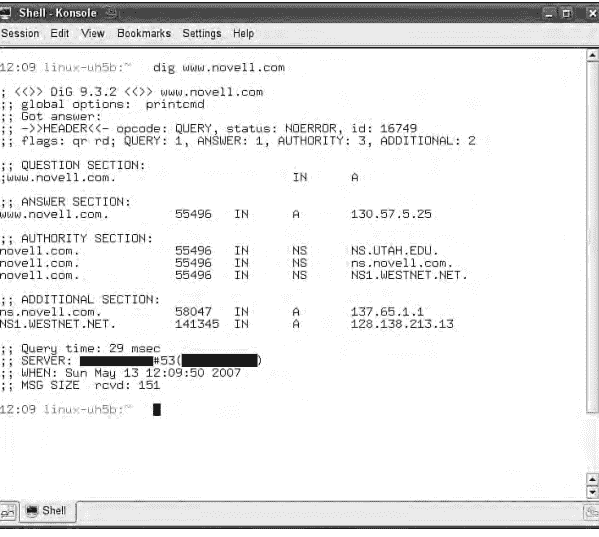 Shell - Konsole
Session Edit View Bookmarks Settings Help
12:09 linux-uh5b:~ dig www.novell.com
; <<>> DiG 9.3.2 <<>> www.novell.com
;; global options: printcmd
;; Got answer:
;; ->>HEADER<<- opcode: QUERY, status: NOERROR, id: 16749
;; flags: qr rd; QUERY: 1, ANSWER: 1, AUTHORITY: 3, ADDITIONAL: 2
;; QUESTION SECTION:
;www.novell.com. IN A
;; ANSWER SECTION:
www.novell.com. 55496 IN A 130.57.5.25
;; AUTHORITY SECTION:
novell.com. 55496 IN NS NS.UTAH.EDU.
novell.com. 55496 IN NS ns.novell.com.
novell.com. 55496 IN NS NS1.WESTNET.NET.
;; ADDITIONAL SECTION:
ns.novell.com. 58047 IN A 137.65.1.1
NS1.WESTNET.NET. 141345 IN A 128.138.213.13
;; Query time: 29 msec
;; SERVER: #53( )
;; WHEN: Sun May 13 12:09:50 2007
;; MSG SIZE rcvd: 151
12:09 linux-uh5b:~
Shell